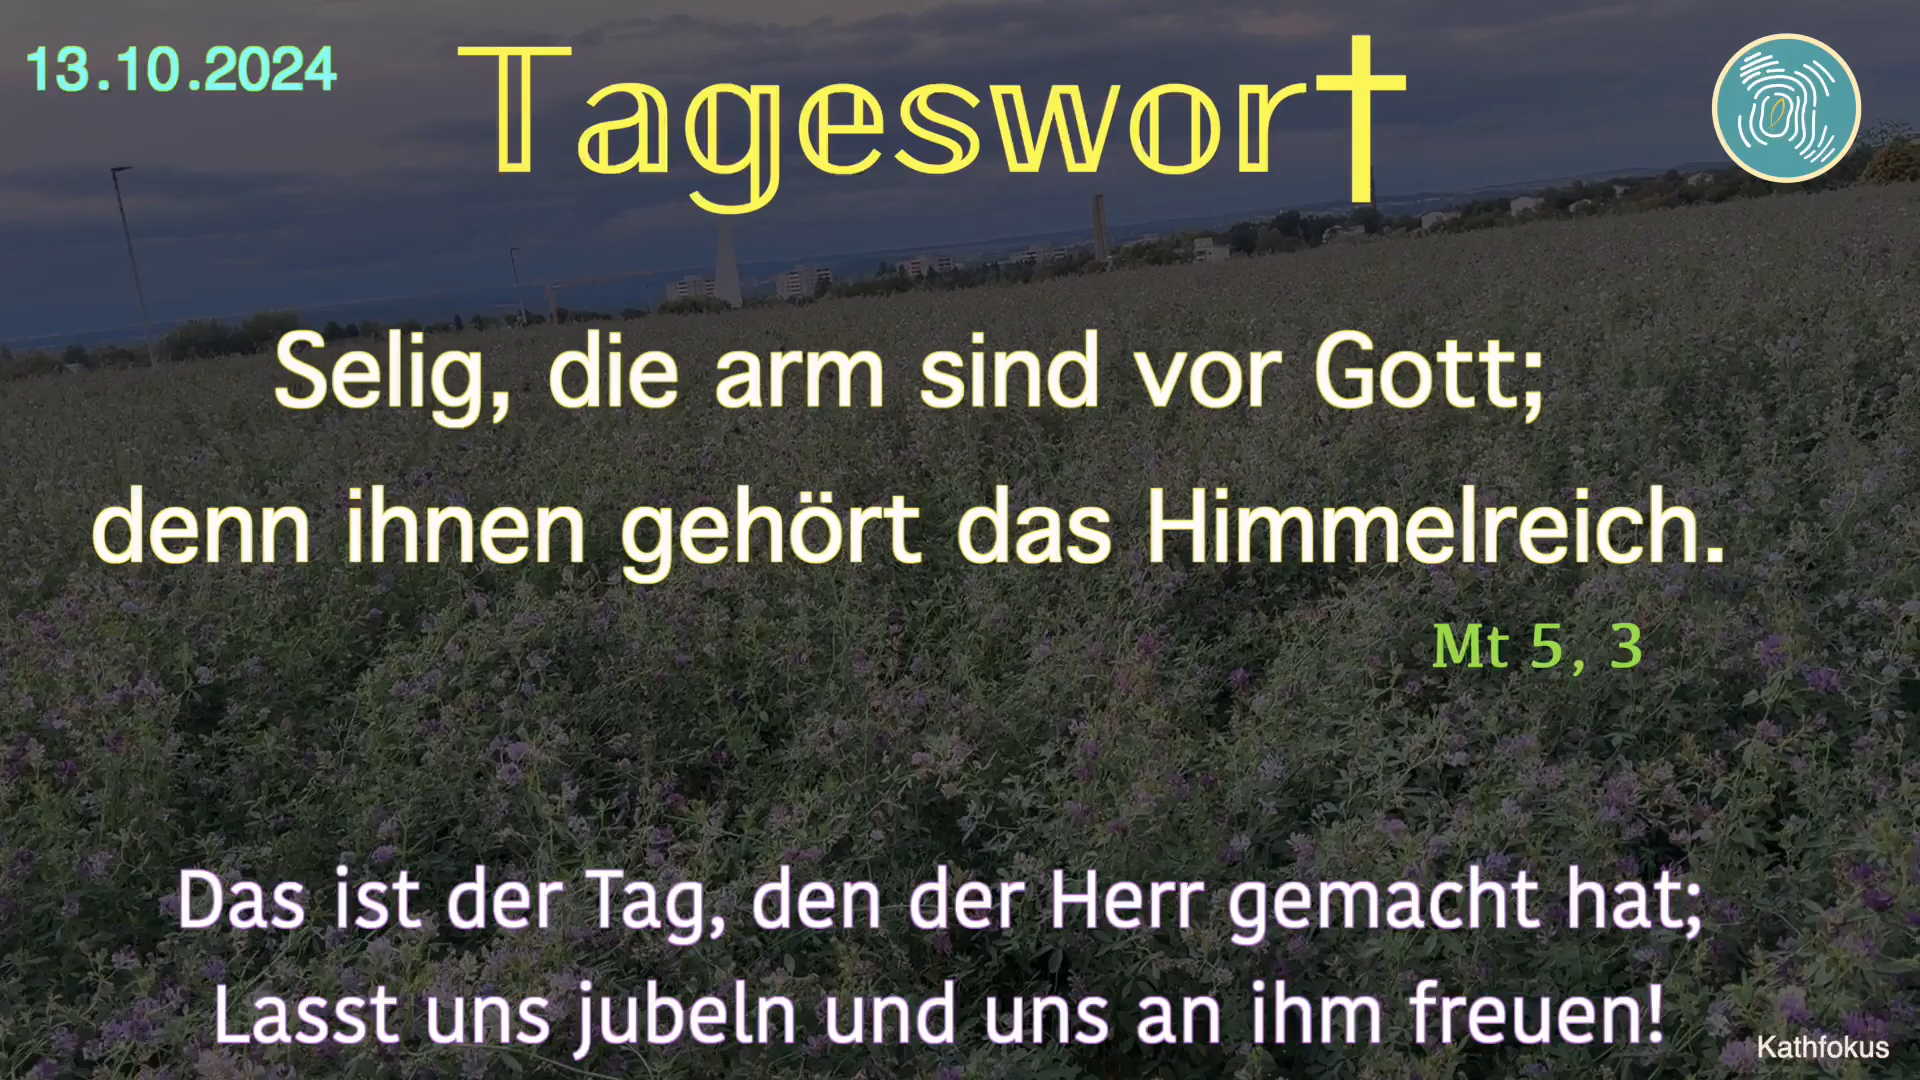 13.10.2024
Tageswort
Selig, die arm sind vor Gott;
denn ihnen gehört das Himmelreich.
Mt 5, 3
Das ist der Tag, den der Herr gemacht hat;
Lasst uns jubeln und uns an ihm freuen!
Kathfokus